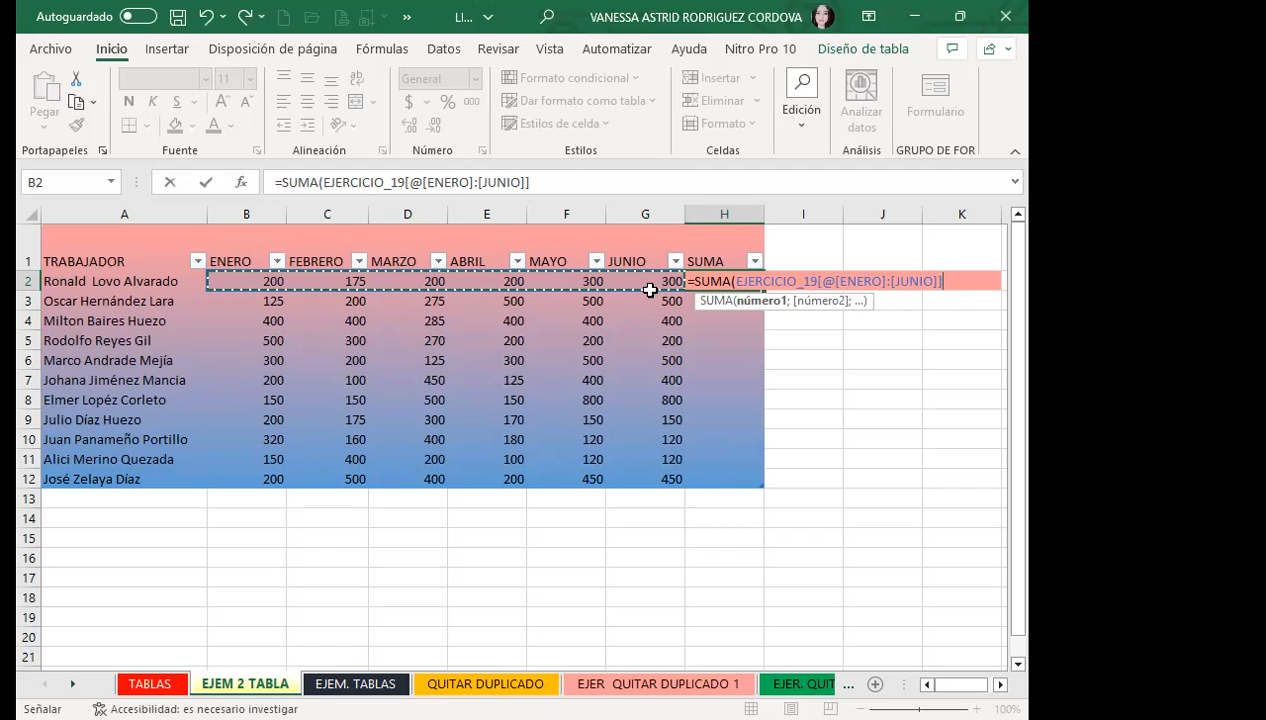 Autoguardado
LI...
VANESSA ASTRID RODRIGUEZ CORDOVA
Archivo Inicio Insertar Disposición de página Fórmulas Datos Revisar Vista Automatizar Ayuda Nitro Pro 10 Diseño de tabla
Pegar
Portapapeles
11
N K S A A
A
Fuente
ab
Alineación
General
$ % 000
Número
Formato condicional
Dar formato como tabla
Estilos de celda
Estilos
Insertar
Eliminar
Formato
Celdas
Edición
Analizar
datos
Análisis
Formulario
GRUPO DE FOR
B2 fx =SUMA(EJERCICIO_19[@[ENERO]:[JUNIO]]
A B C D E F G H I J K
1 TRABAJADOR ENERO FEBRERO MARZO ABRIL MAYO JUNIO SUMA
2 Ronald Lovo Alvarado 200 175 200 200 300 300 =SUMA(EJERCICIO_19[@[ENERO]:[JUNIO]]
SUMA(número1; [número2]; ...)
3 Oscar Hernández Lara 125 200 275 500 500 500
4 Milton Baires Huezo 400 400 285 400 400 400
5 Rodolfo Reyes Gil 500 300 270 200 200 200
6 Marco Andrade Mejía 300 200 125 300 500 500
7 Johana Jiménez Mancia 200 100 450 125 400 400
8 Elmer Lopéz Corleto 150 150 500 150 800 800
9 Julio Díaz Huezo 200 175 300 170 150 150
10 Juan Panameño Portillo 320 160 400 180 120 120
11 Alici Merino Quezada 150 400 200 100 120 120
12 José Zelaya Díaz 200 500 400 200 450 450
13
14
15
16
17
18
19
20
21
TABLAS EJEM 2 TABLA EJEM. TABLAS QUITAR DUPLICADO EJER QUITAR DUPLICADO 1 EJER. QUIT ...
Señalar Accesibilidad: es necesario investigar 100%